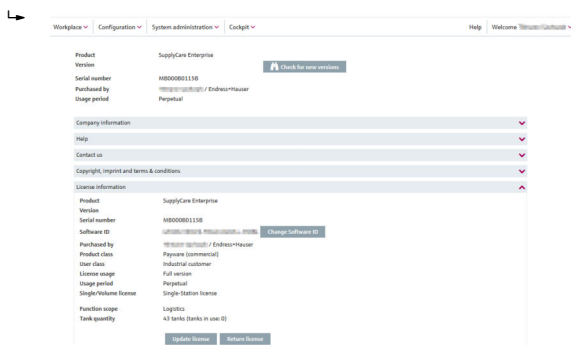 Workplace Configuration System administration Cockpit Help Welcome
Product SupplyCare Enterprise
Version Check for new versions
Serial number MB000B0115B
Purchased by / Endress+Hauser
Usage period Perpetual
Company information
Help
Contact us
Copyright, imprint and terms & conditions
License information
Product SupplyCare Enterprise
Version
Serial number MB000B0115B
Software ID Change Software ID
Purchased by / Endress+Hauser
Product class Payware (commercial)
User class Industrial customer
License usage Full version
Usage period Perpetual
Single/Volume license Single-Station license
Function scope Logistics
Tank quantity 43 tanks (tanks in use: 0)
Update license Return license